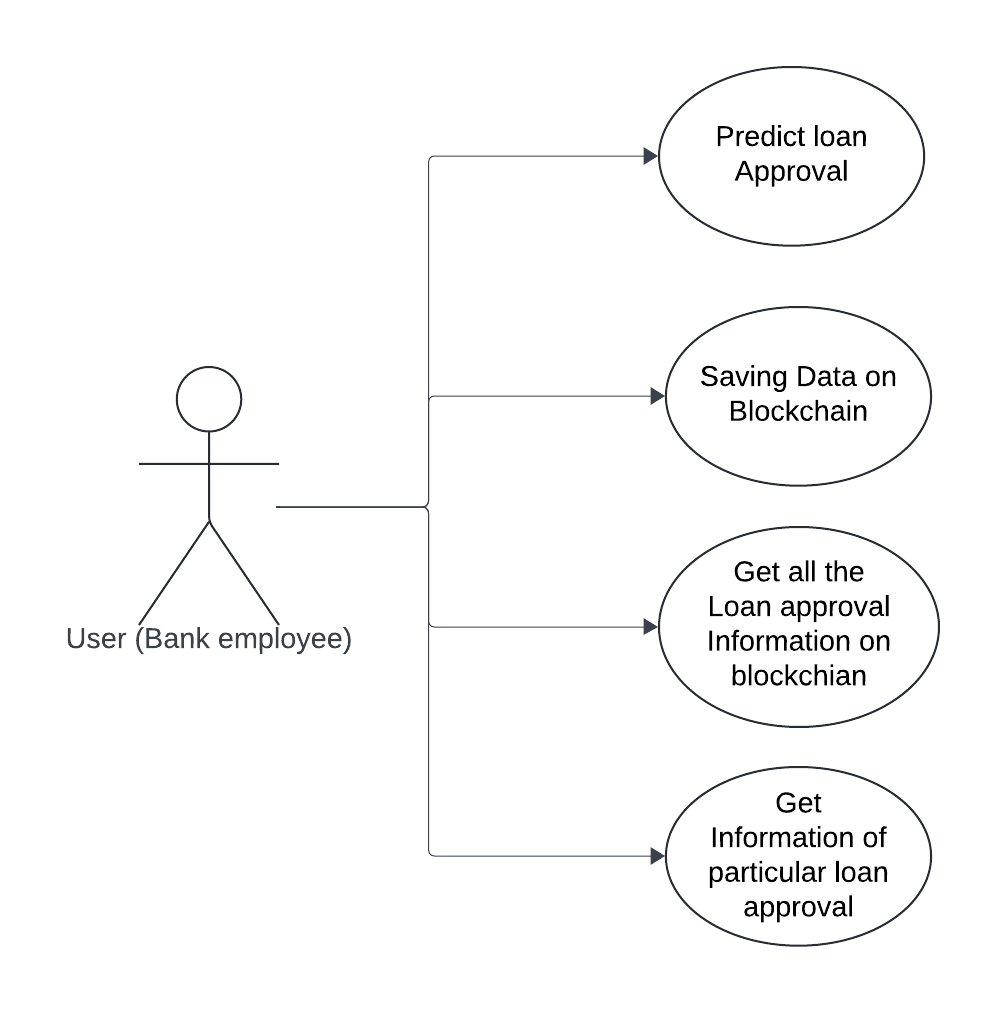 Predict loan
Approval
Saving Data on
Blockchain
User (Bank employee)
Get all the
Loan approval
Information on
blockchian
Get
Information of
particular loan
approval